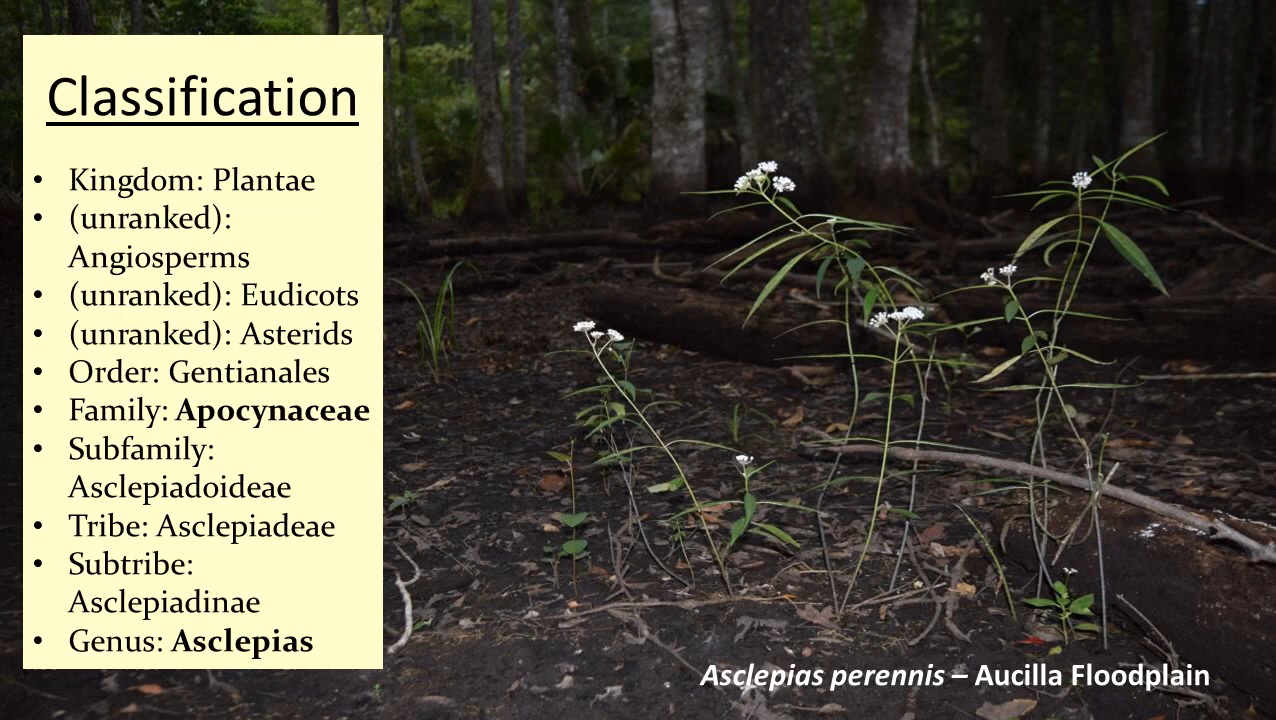 Classification
• Kingdom: Plantae
• (unranked):
Angiosperms
• (unranked): Eudicots
• (unranked): Asterids
• Order: Gentianales
• Family: Apocynaceae
• Subfamily:
Asclepiadoideae
• Tribe: Asclepiadeae
• Subtribe:
Asclepiadinae
• Genus: Asclepias
Asclepias perennis – Aucilla Floodplain